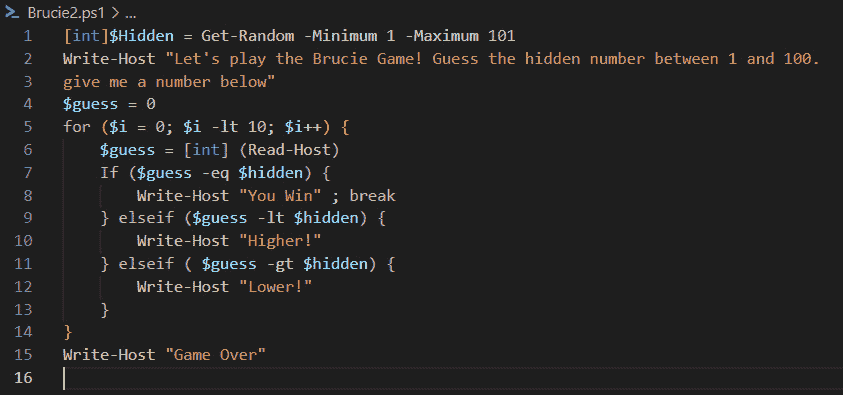 Brucie2.ps1 > ...
1 [int]$Hidden = Get-Random -Minimum 1 -Maximum 101
2 Write-Host "Let's play the Brucie Game! Guess the hidden number between 1 and 100.
3 give me a number below"
4 $guess = 0
5 for ($i = 0; $i -lt 10; $i++) {
6     $guess = [int] (Read-Host)
7     If ($guess -eq $hidden) {
8         Write-Host "You Win" ; break
9     } elseif ($guess -lt $hidden) {
10         Write-Host "Higher!"
11     } elseif ( $guess -gt $hidden) {
12         Write-Host "Lower!"
13     }
14 }
15 Write-Host "Game Over"
16